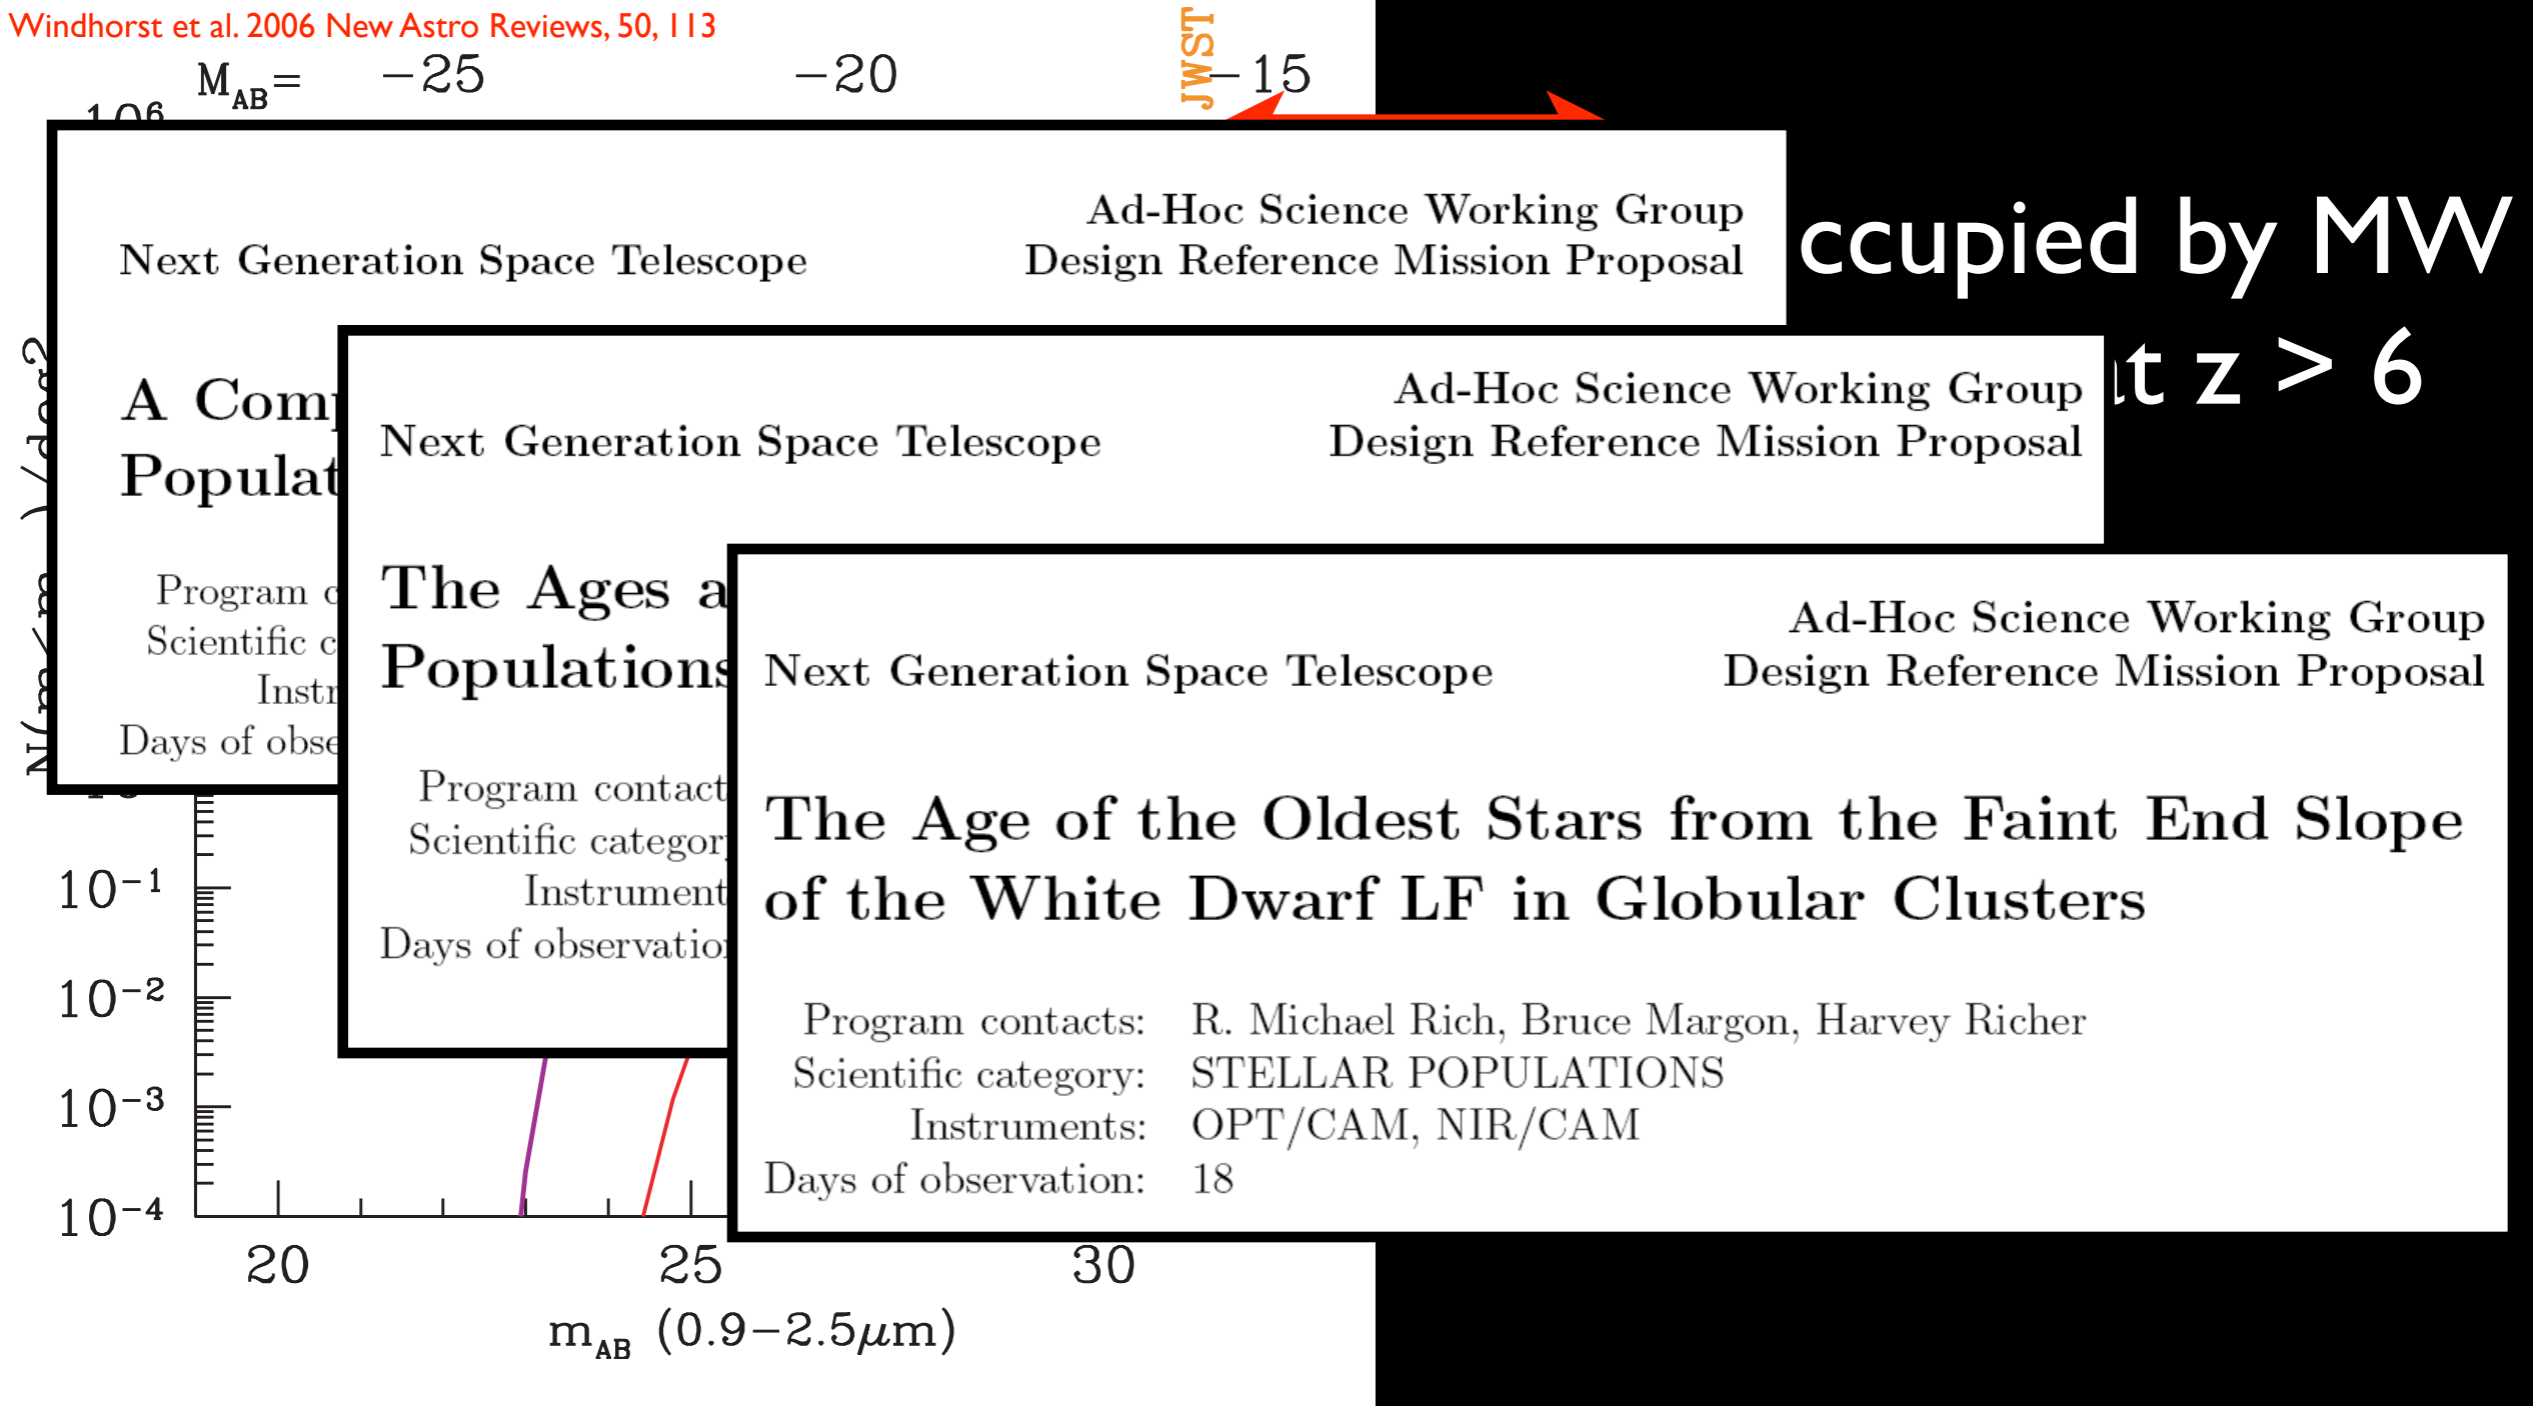 Windhorst et al. 2006 New Astro Reviews, 50, 113
M_AB= −25 −20 −15
JWST
10⁶
ccupied by MW
t z > 6
Next Generation Space Telescope
Ad-Hoc Science Working Group
Design Reference Mission Proposal
A
Program
Scientific
Days of
Next Generation Space Telescope
Ad-Hoc Science Working Group
Design Reference Mission Proposal
The Ages
Populations
Program contact
Scientific
Instrument
Days of
Next Generation Space Telescope
Ad-Hoc Science Working Group
Design Reference Mission Proposal
The Age of the Oldest Stars from the Faint End Slope
of the White Dwarf LF in Globular Clusters
Program contacts: R. Michael Rich, Bruce Margon, Harvey Richer
Scientific category: STELLAR POPULATIONS
Instruments: OPT/CAM, NIR/CAM
Days of observation: 18
10⁻¹
10⁻²
10⁻³
10⁻⁴
20 25 30
m_AB (0.9−2.5μm)